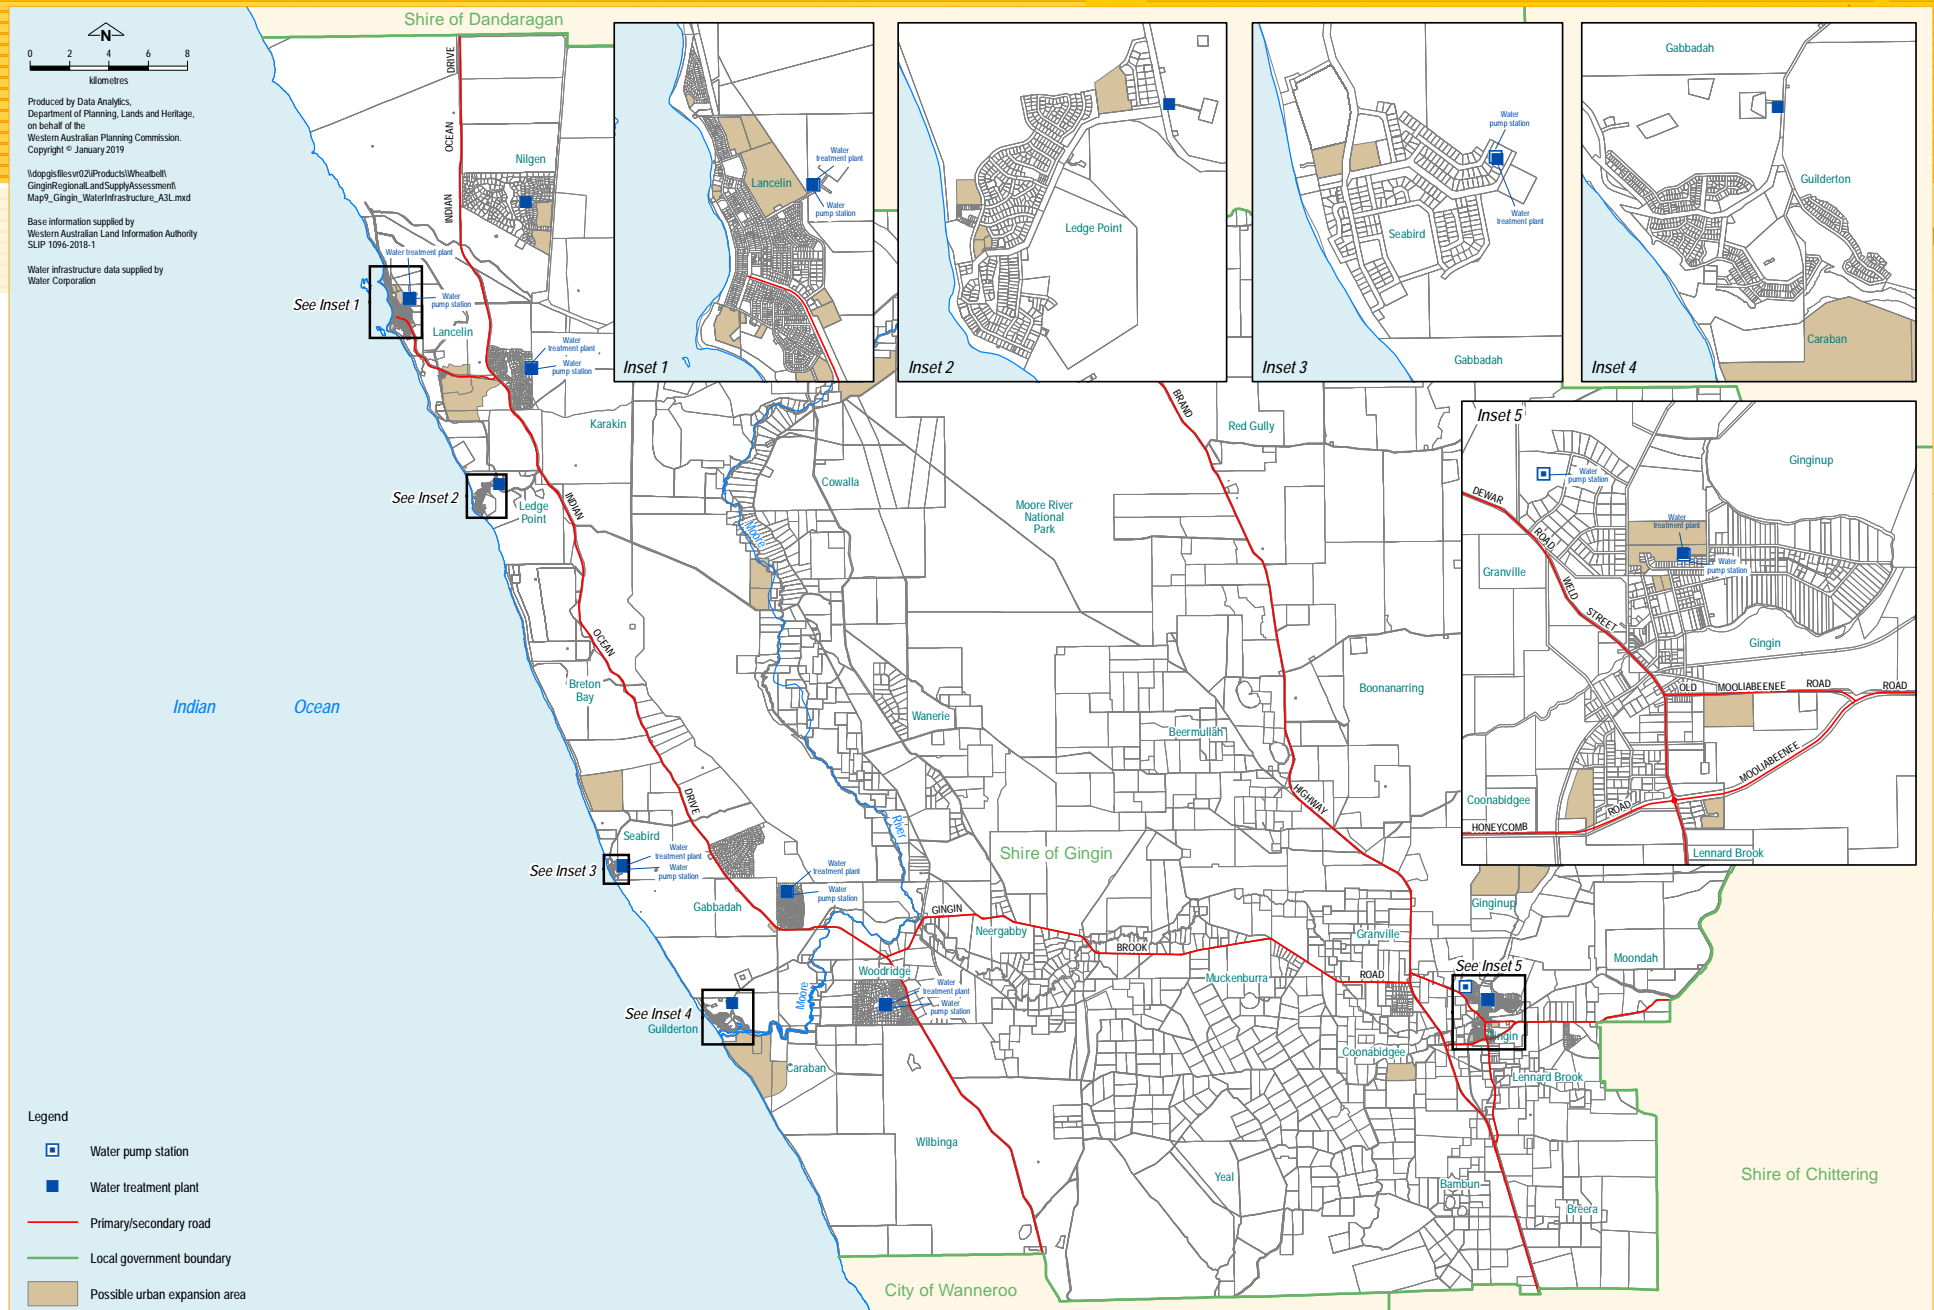 Shire of Dandaragan
N
0 2 4 6 8
kilometres
Produced by Data Analytics,
Department of Planning, Lands and Heritage,
on behalf of the
Western Australian Planning Commission.
Copyright © January 2019
\\dopgisfilesvr02\iProducts\Wheatbelt\
GinginRegionalLandSupplyAssessment\
Map9_Gingin_WaterInfrastructure_A3L.mxd
Base information supplied by
Western Australian Land Information Authority
SLIP 1096-2018-1
Water infrastructure data supplied by
Water Corporation
INDIAN
OCEAN
DRIVE
Nilgen
Water treatment plant
Water
pump station
See Inset 1
Lancelin
Water
treatment plant
Water
pump station
Karakin
See Inset 2
Ledge
Point
INDIAN
OCEAN
DRIVE
Breton
Bay
Indian Ocean
Seabird
Water
treatment plant
Water
pump station
See Inset 3
Gabbadah
Water
treatment plant
Water
pump station
See Inset 4
Guilderton
Caraban
Woodridge
Water
treatment plant
Water
pump station
Moore
Moore
River
Cowalla
Moore River
National
Park
Wanerie
Beermullah
Boonanarring
Red Gully
BRAND
HIGHWAY
Shire of Gingin
GINGIN
BROOK
ROAD
Neergabby
Muckenburra
Granville
Ginginup
Moondah
See Inset 5
Gingin
Coonabidgee
Lennard Brook
Wilbinga
Yeal
Bambun
Breera
Shire of Chittering
City of Wanneroo
Inset 1
Lancelin
Water
treatment plant
Water
pump station
Inset 2
Ledge Point
Inset 3
Water
pump station
Water
treatment plant
Seabird
Gabbadah
Inset 4
Gabbadah
Guilderton
Caraban
Inset 5
Water
pump station
Ginginup
DEWAR
ROAD
Water
treatment plant
Water
pump station
Granville
WELD
STREET
Gingin
OLD MOOLIABEENEE ROAD ROAD
MOOLIABEENEE
Coonabidgee
ROAD
HONEYCOMB
Lennard Brook
Legend
Water pump station
Water treatment plant
Primary/secondary road
Local government boundary
Possible urban expansion area